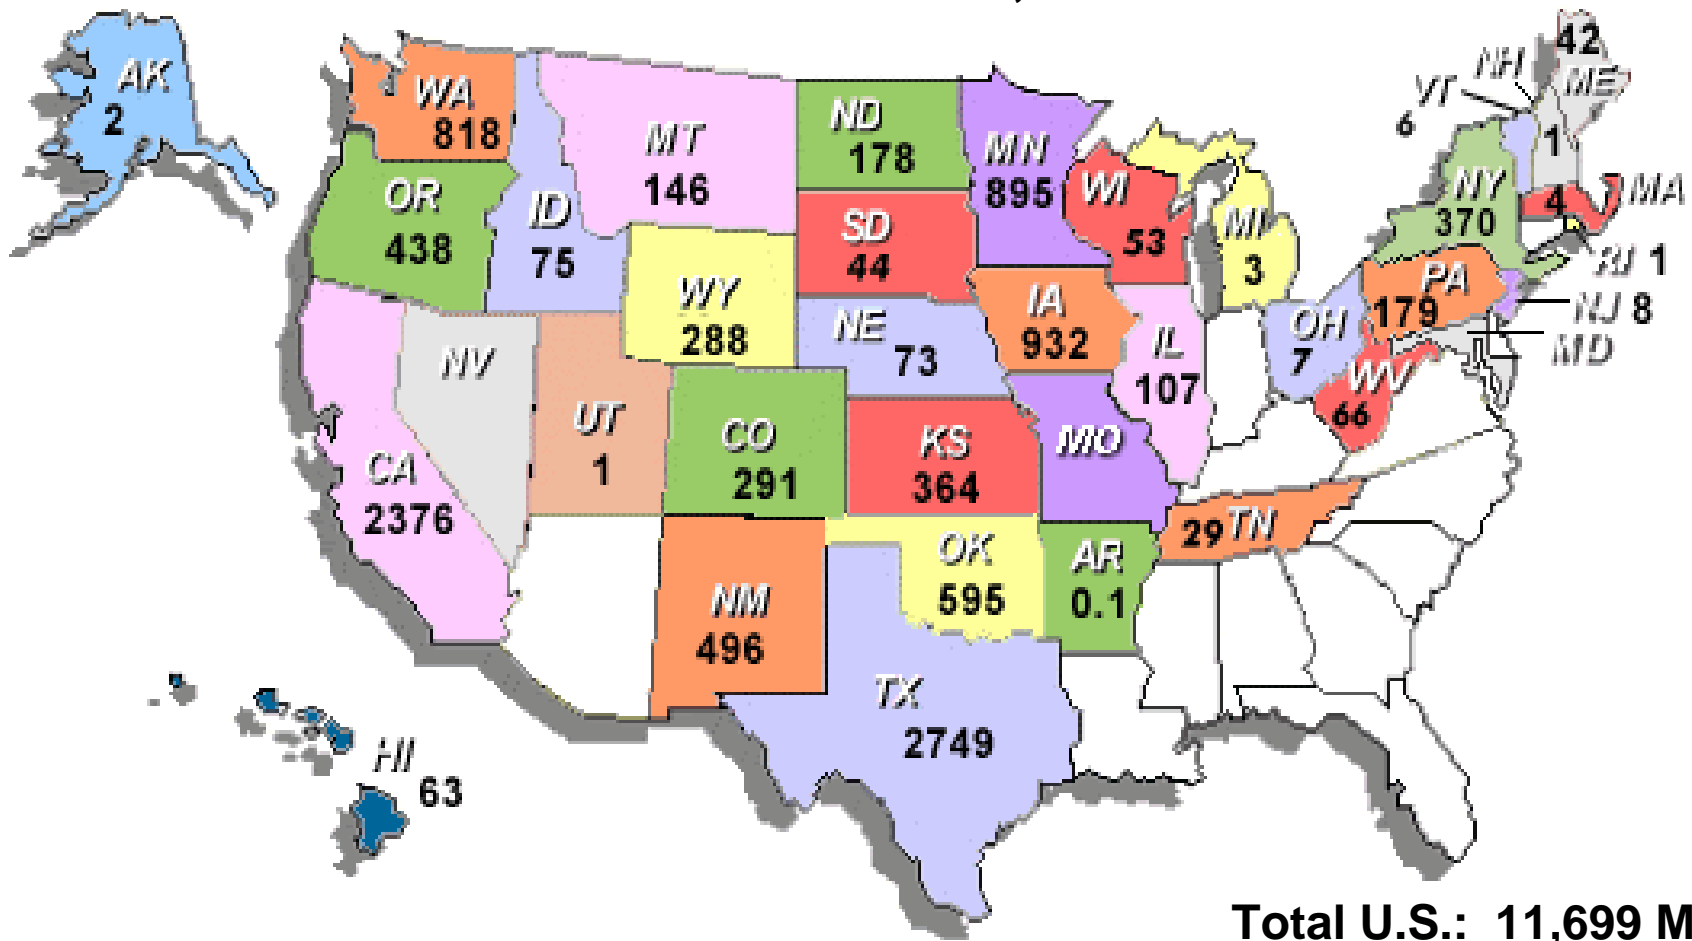 AK
2
WA
818
OR
438
CA
2376
NV
ID
75
MT
146
WY
288
UT
1
CO
291
NM
496
ND
178
SD
44
NE
73
KS
364
OK
595
TX
2749
MN
895
IA
932
MO
AR
0.1
WI
53
IL
107
MI
3
OH
7
TN
29
WV
66
PA
179
NY
370
VT
6
NH
1
ME
42
MA
4
RI 1
NJ 8
MD
HI
63
Total U.S.: 11,699 M